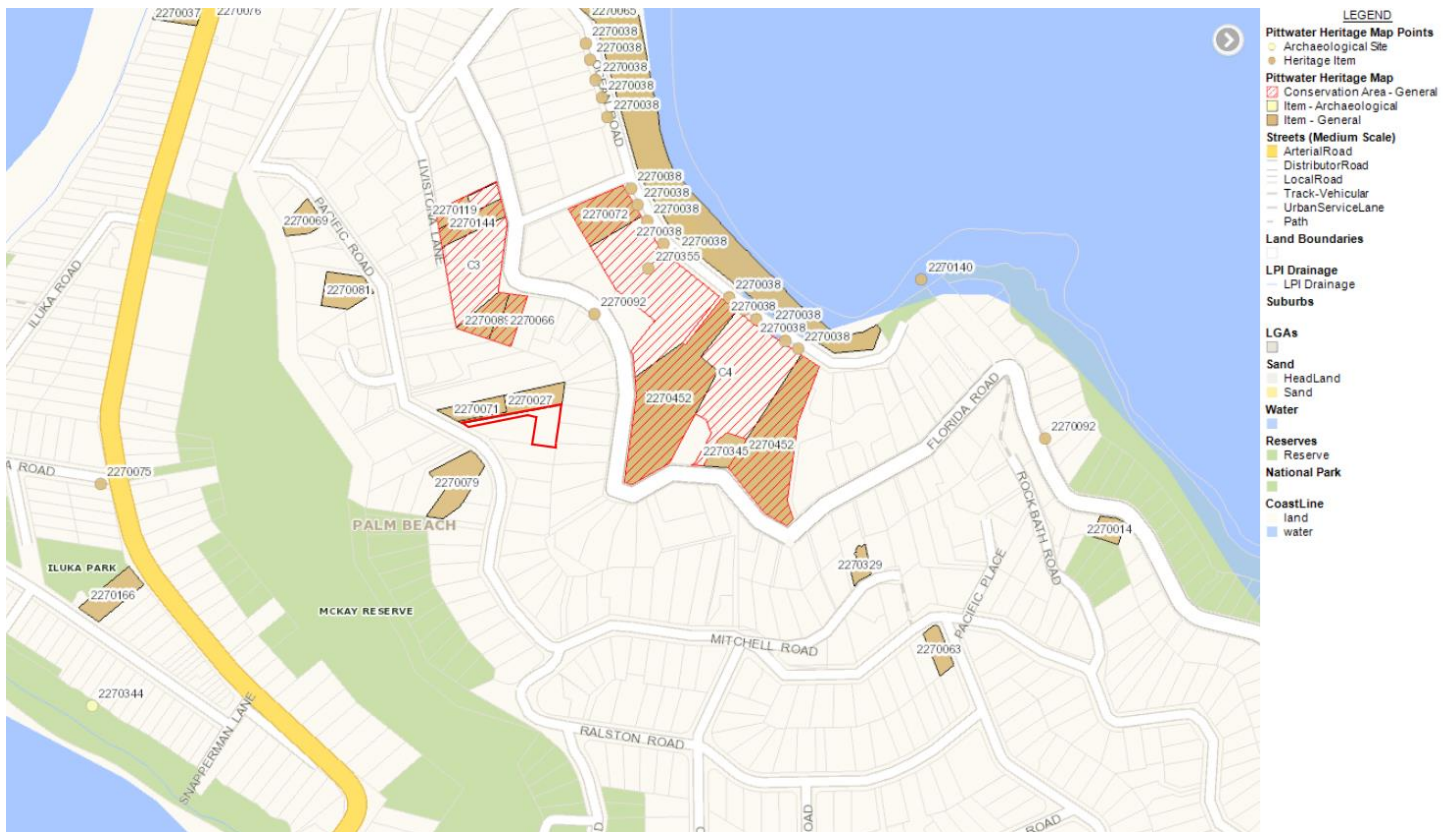 2270037
2270076
2270065
2270038
2270038
2270038
2270038
2270038
ROAD
LIVISTONA LANE
PACIFIC ROAD
2270069
2270119
2270144
2270072
2270038
2270038
2270038
2270038
2270355
C3
2270081
ILUKA ROAD
2270092
2270140
2270038
2270038
2270038
2270038
2270038
2270066
C4
2270452
2270071
2270027
FLORIDA ROAD
2270345
2270452
2270092
A ROAD
2270075
2270079
PALM BEACH
ROCK BATH ROAD
2270014
ILUKA PARK
2270166
MCKAY RESERVE
2270329
PACIFIC PLACE
MITCHELL ROAD
2270063
2270344
SNAPPERMAN LANE
RALSTON ROAD
D
ROAD
ROAD
LEGEND
Pittwater Heritage Map Points
Archaeological Site
Heritage Item
Pittwater Heritage Map
Conservation Area - General
Item - Archaeological
Item - General
Streets (Medium Scale)
ArterialRoad
DistributorRoad
LocalRoad
Track-Vehicular
UrbanServiceLane
Path
Land Boundaries
LPI Drainage
LPI Drainage
Suburbs
LGAs
Sand
HeadLand
Sand
Water
Reserves
Reserve
National Park
CoastLine
land
water